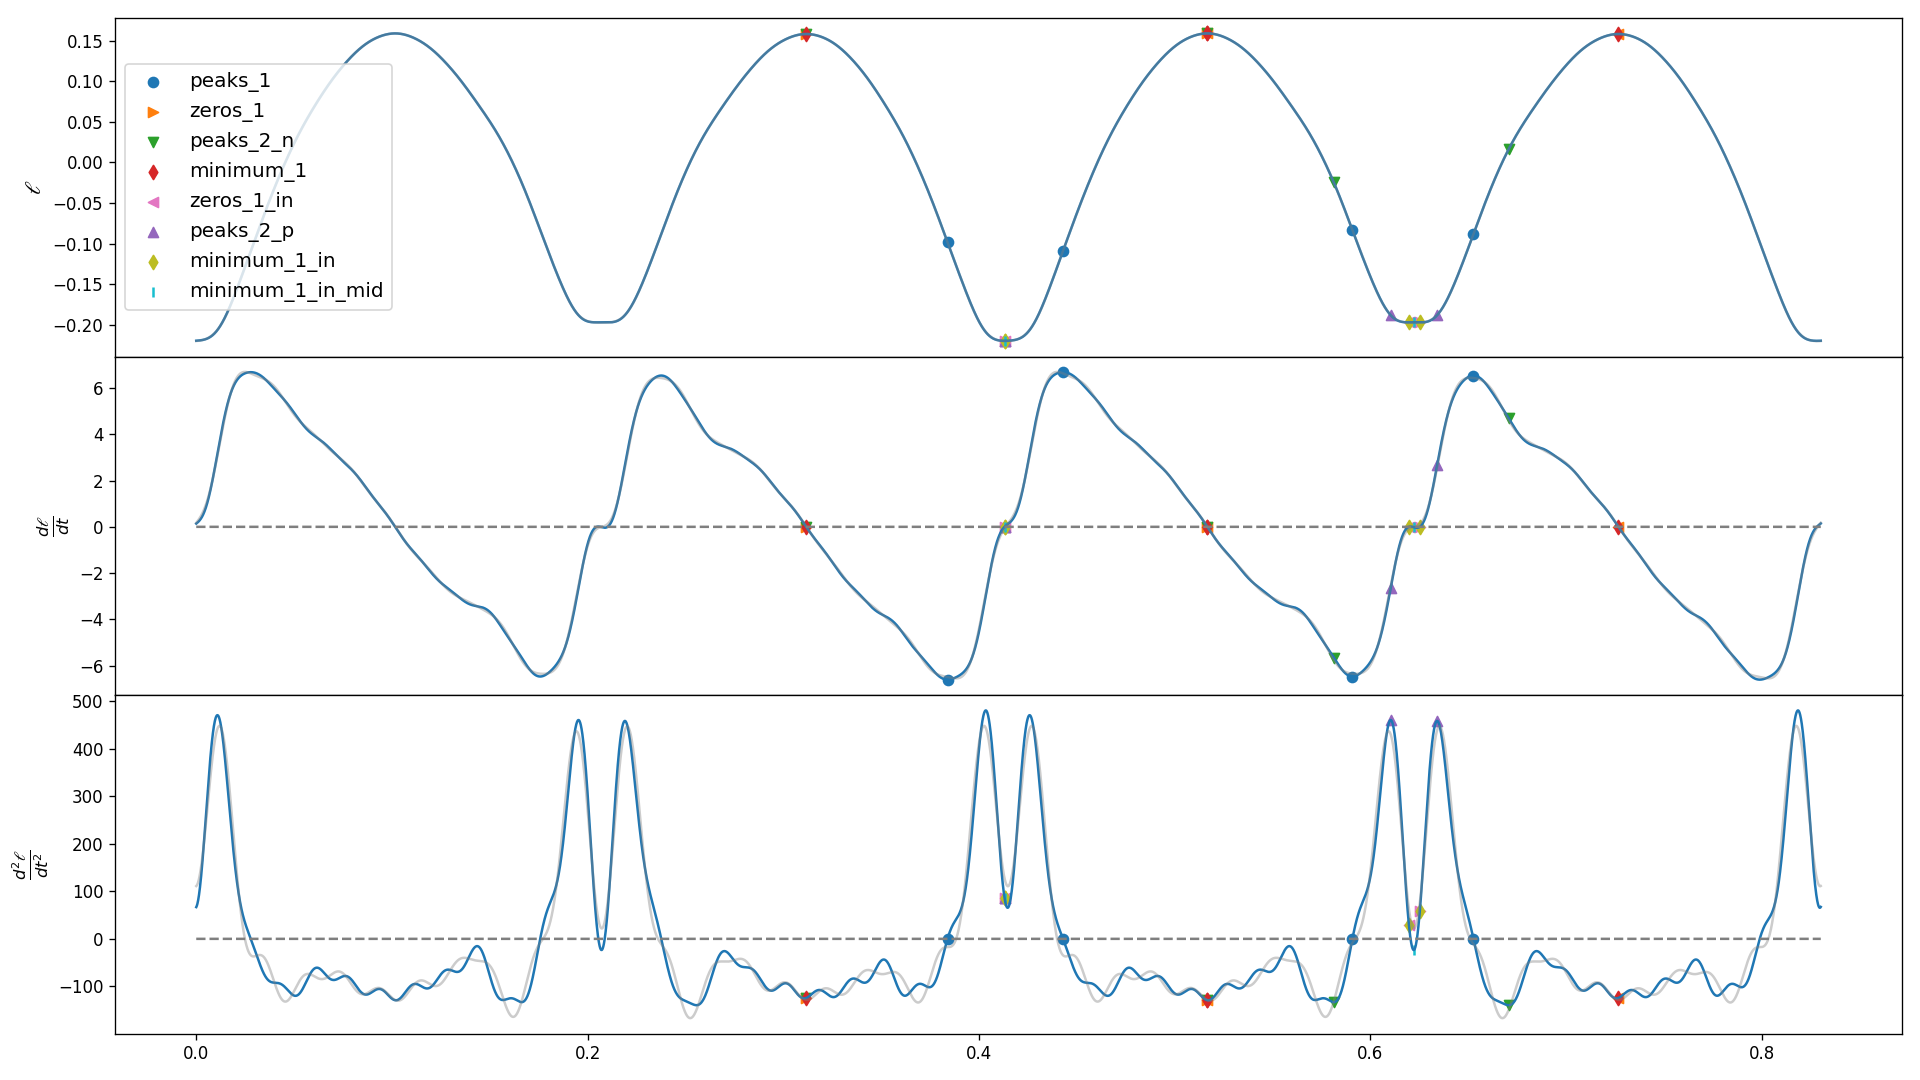 0.15
0.10
0.05
0.00
−0.05
−0.10
−0.15
−0.20
ℓ
peaks_1
zeros_1
peaks_2_n
minimum_1
zeros_1_in
peaks_2_p
minimum_1_in
minimum_1_in_mid
6
4
2
0
−2
−4
−6
dℓ
dt
500
400
300
200
100
0
−100
d²ℓ
dt²
0.0 0.2 0.4 0.6 0.8